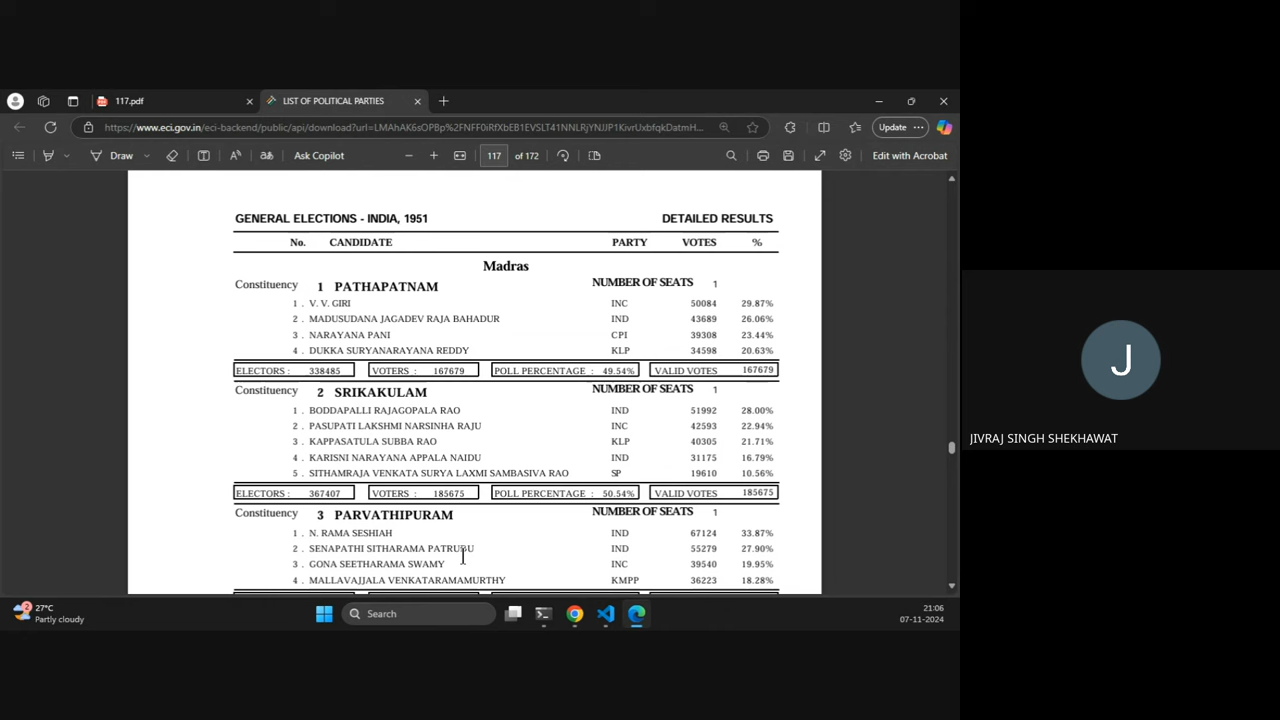 117.pdf
LIST OF POLITICAL PARTIES
https://www.eci.gov.in/eci-backend/public/api/download?url=LMAhAK6sOPBp%2FNFF0iRfXbEB1EVSLT41NNLRjYNJJP1KivrUxbfqkDatmH...
Update
Draw
Ask Copilot
117 of 172
Edit with Acrobat
GENERAL ELECTIONS - INDIA, 1951 DETAILED RESULTS
No. CANDIDATE PARTY VOTES %
Madras
Constituency 1 PATHAPATNAM NUMBER OF SEATS 1
1 . V. V. GIRI INC 50084 29.87%
2 . MADUSUDANA JAGADEV RAJA BAHADUR IND 43689 26.06%
3 . NARAYANA PANI CPI 39308 23.44%
4 . DUKKA SURYANARAYANA REDDY KLP 34598 20.63%
ELECTORS : 338485 VOTERS : 167679 POLL PERCENTAGE : 49.54% VALID VOTES 167679
Constituency 2 SRIKAKULAM NUMBER OF SEATS 1
1 . BODDAPALLI RAJAGOPALA RAO IND 51992 28.00%
2 . PASUPATI LAKSHMI NARSINHA RAJU INC 42593 22.94%
3 . KAPPASATULA SUBBA RAO KLP 40305 21.71%
4 . KARISNI NARAYANA APPALA NAIDU IND 31175 16.79%
5 . SITHAMRAJA VENKATA SURYA LAXMI SAMBASIVA RAO SP 19610 10.56%
ELECTORS : 367407 VOTERS : 185675 POLL PERCENTAGE : 50.54% VALID VOTES 185675
Constituency 3 PARVATHIPURAM NUMBER OF SEATS 1
1 . N. RAMA SESHIAH IND 67124 33.87%
2 . SENAPATHI SITHARAMA PATRUDU IND 55279 27.90%
3 . GONA SEETHARAMA SWAMY INC 39540 19.95%
4 . MALLAVAJJALA VENKATARAMAMURTHY KMPP 36223 18.28%
J
JIVRAJ SINGH SHEKHAWAT
2
27°C
Partly cloudy
Search
21:06
07-11-2024